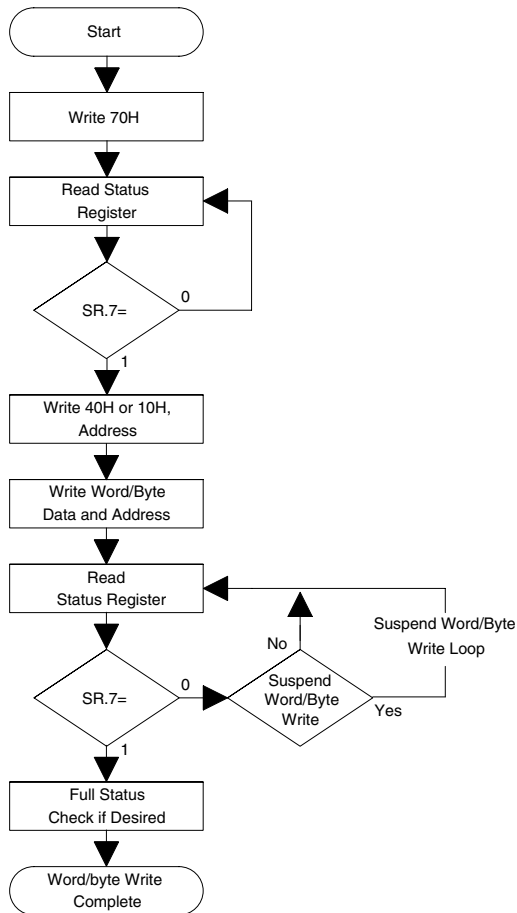 Start
Write 70H
Read Status
Register
SR.7=
0
1
Write 40H or 10H,
Address
Write Word/Byte
Data and Address
Read
Status Register
Suspend Word/Byte
Write Loop
No
SR.7=
0
Suspend
Word/Byte
Write
Yes
1
Full Status
Check if Desired
Word/byte Write
Complete